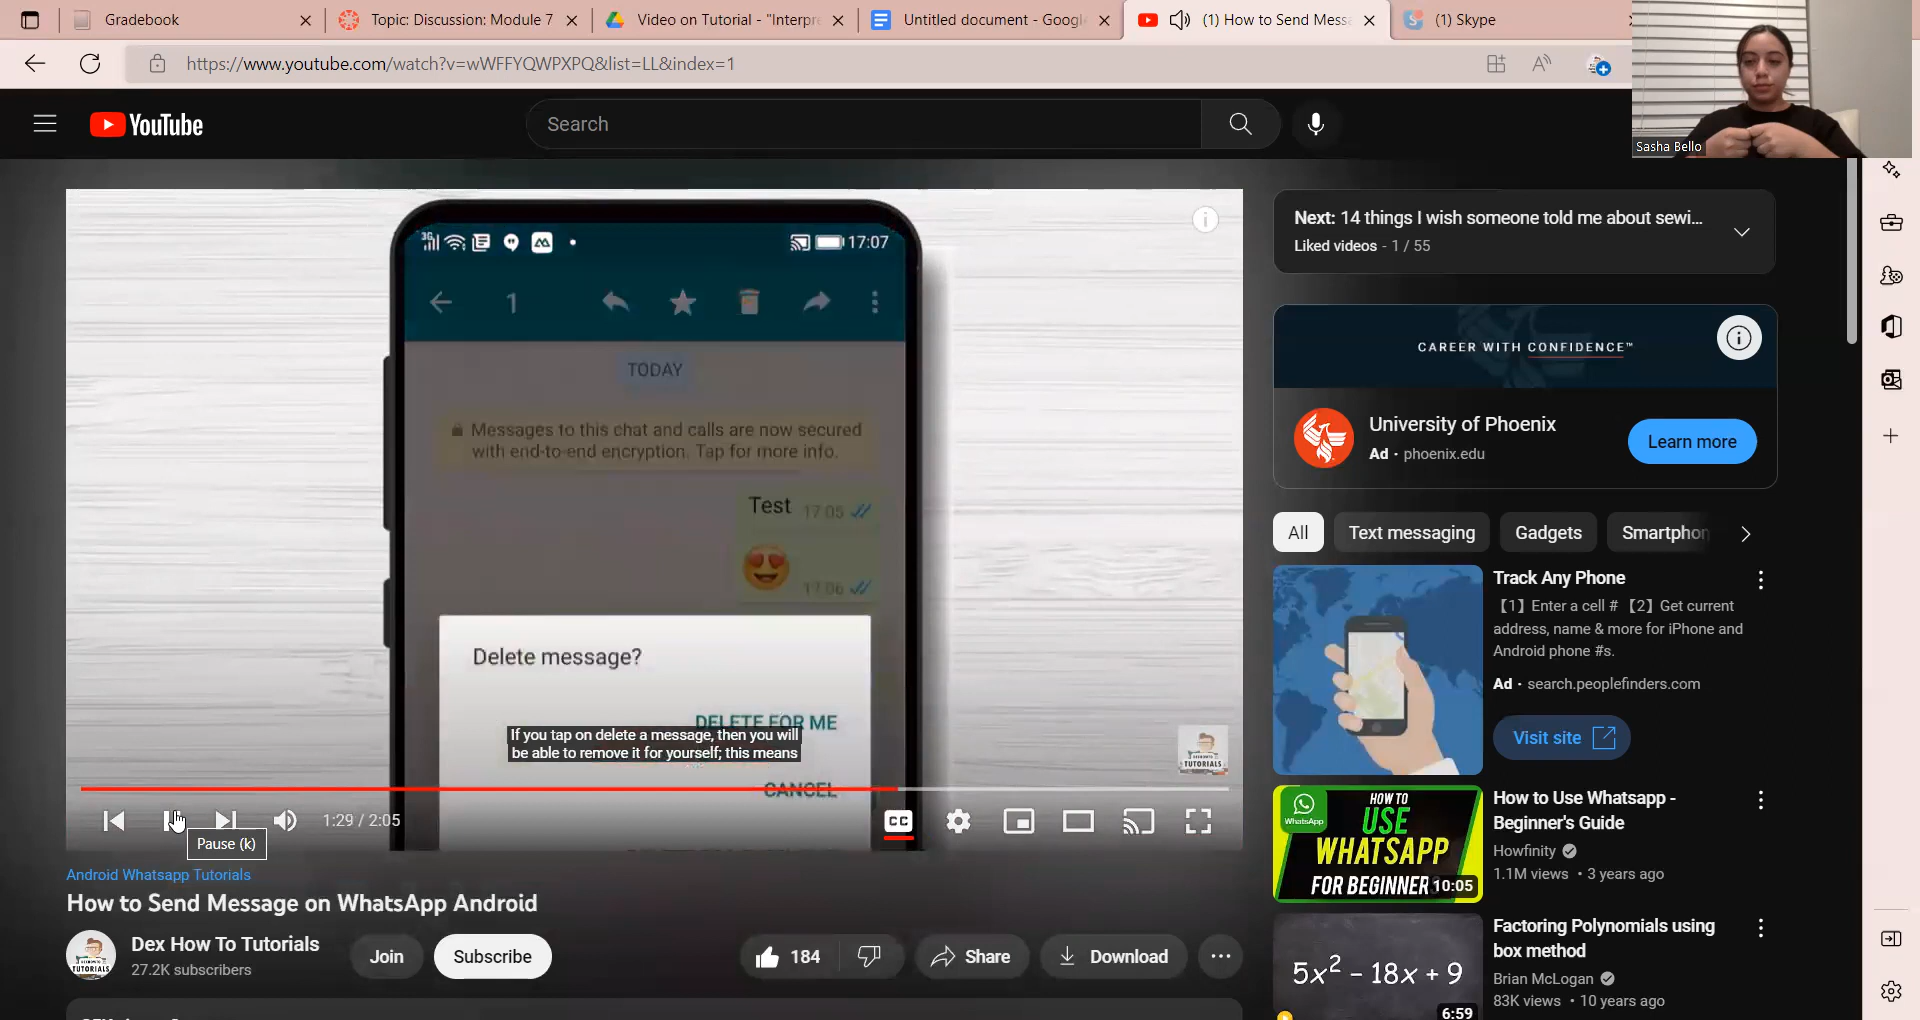 Gradebook
Topic: Discussion: Module 7
Video on Tutorial - "Interpre
Untitled document - Google
(1) How to Send Mess
(1) Skype
https://www.youtube.com/watch?v=wWFFYQWPXPQ&list=LL&index=1
YouTube
Search
Sasha Bello
3G
17:07
1
TODAY
Messages to this chat and calls are now secured
with end-to-end encryption. Tap for more info.
Test 17:05
17:06
Delete message?
DELETE FOR ME
If you tap on delete a message, then you will
be able to remove it for yourself; this means
CANCEL
TUTORIALS
1:29 / 2:05
CC
Pause (k)
Android Whatsapp Tutorials
How to Send Message on WhatsApp Android
TUTORIALS
Dex How To Tutorials
27.2K subscribers
Join
Subscribe
184
Share
Download
Next: 14 things I wish someone told me about sewi...
Liked videos - 1 / 55
CAREER WITH CONFIDENCE™
University of Phoenix
Ad • phoenix.edu
Learn more
All
Text messaging
Gadgets
Smartphon
Track Any Phone
【1】Enter a cell # 【2】Get current
address, name & more for iPhone and
Android phone #s.
Ad • search.peoplefinders.com
Visit site
WhatsApp
HOW TO
USE
WHATSAPP
FOR BEGINNER
10:05
How to Use Whatsapp -
Beginner's Guide
Howfinity
1.1M views • 3 years ago
5x² – 18x + 9
6:59
Factoring Polynomials using
box method
Brian McLogan
83K views • 10 years ago